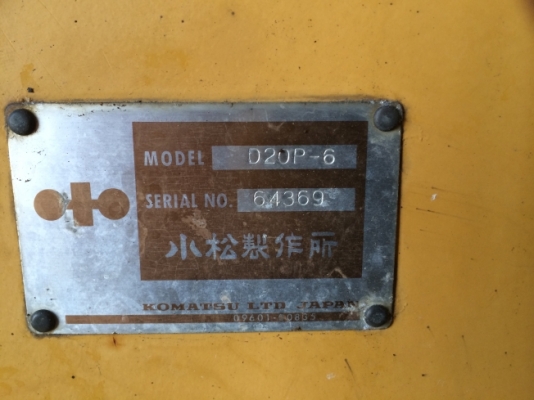 MODEL D20P-6
SERIAL NO. 64369
小松製作所
KOMATSU LTD JAPAN